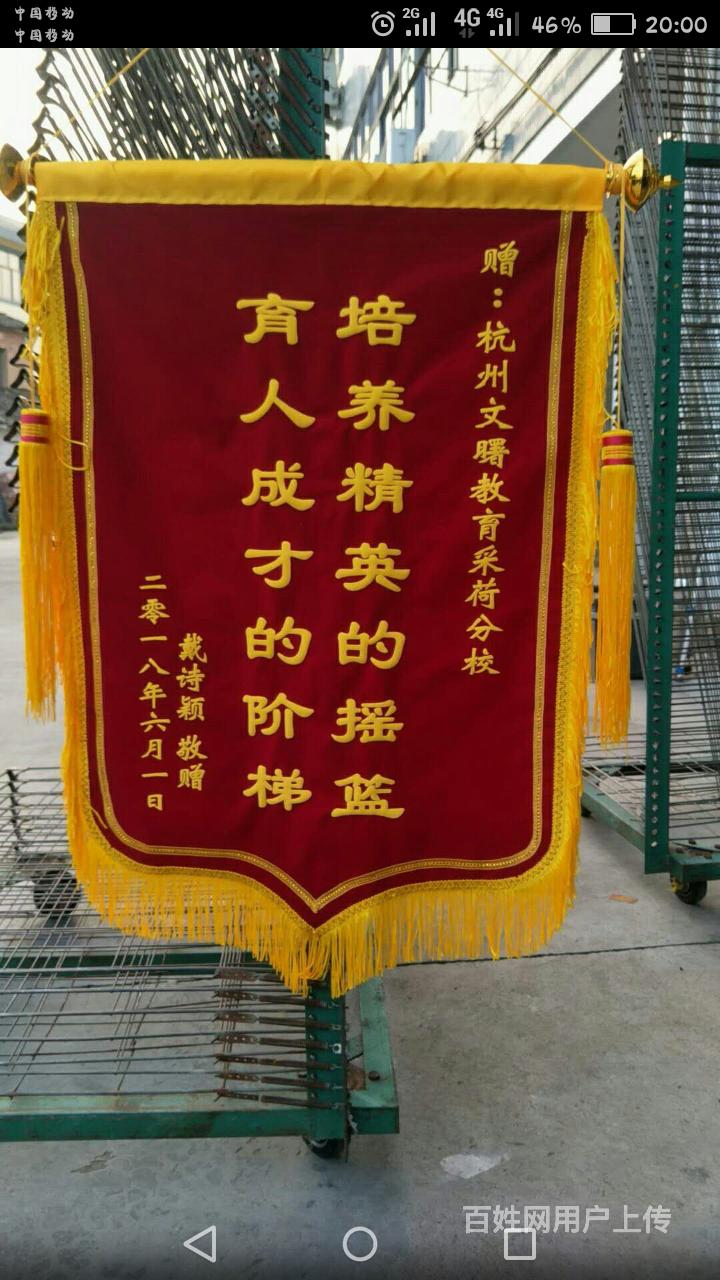 中国移动
中国移动
2G 4G 4G 46% 20:00
赠：杭州文曙教育采荷分校
培养精英的摇篮
育人成才的阶梯
戴诗颖 敬赠
二零一八年六月一日
百姓网用户上传